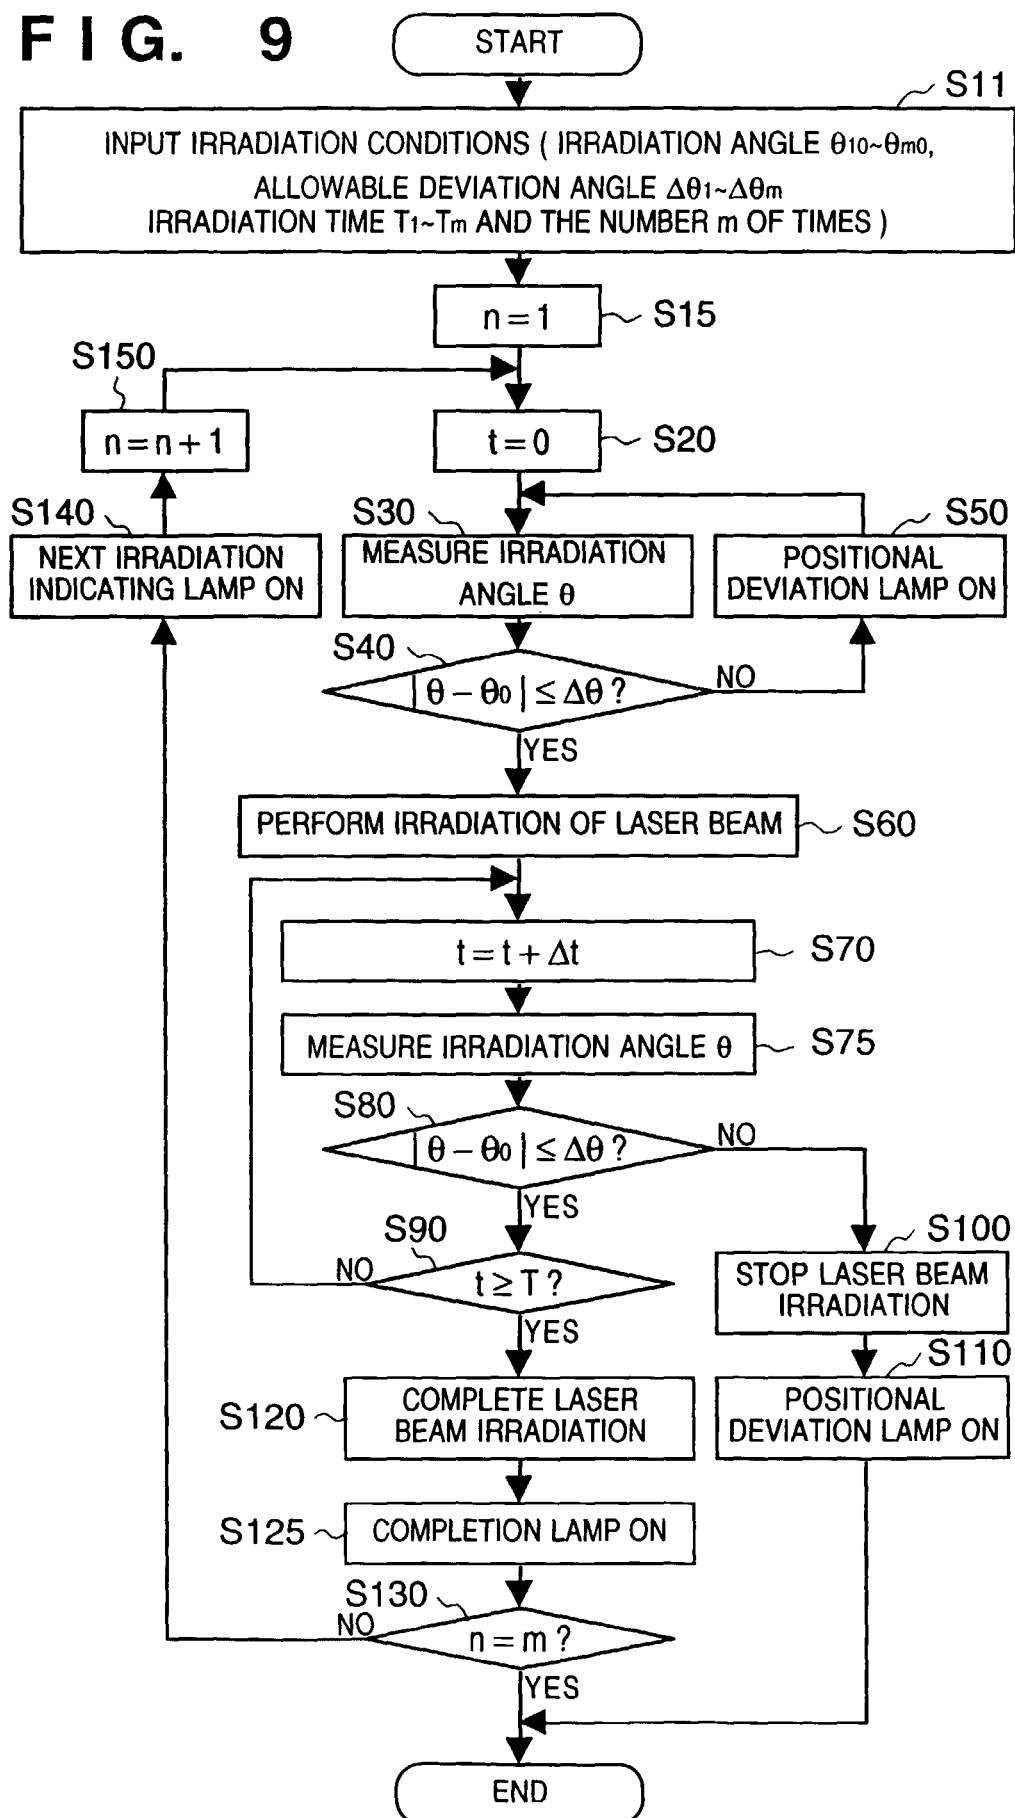 FIG. 9
START
S11
INPUT IRRADIATION CONDITIONS ( IRRADIATION ANGLE θ10~θm0,
ALLOWABLE DEVIATION ANGLE Δθ1~Δθm
IRRADIATION TIME T1~Tm AND THE NUMBER m OF TIMES )
n = 1
S15
S150
n = n + 1
t = 0
S20
S140
NEXT IRRADIATION
INDICATING LAMP ON
S30
MEASURE IRRADIATION
ANGLE θ
S50
POSITIONAL
DEVIATION LAMP ON
S40
| θ − θ0 | ≤ Δθ ?
NO
YES
PERFORM IRRADIATION OF LASER BEAM
S60
t = t + Δt
S70
MEASURE IRRADIATION ANGLE θ
S75
S80
| θ − θ0 | ≤ Δθ ?
NO
YES
S90
t ≥ T ?
NO
YES
S100
STOP LASER BEAM
IRRADIATION
S110
POSITIONAL
DEVIATION LAMP ON
S120
COMPLETE LASER
BEAM IRRADIATION
S125
COMPLETION LAMP ON
S130
n = m ?
NO
YES
END